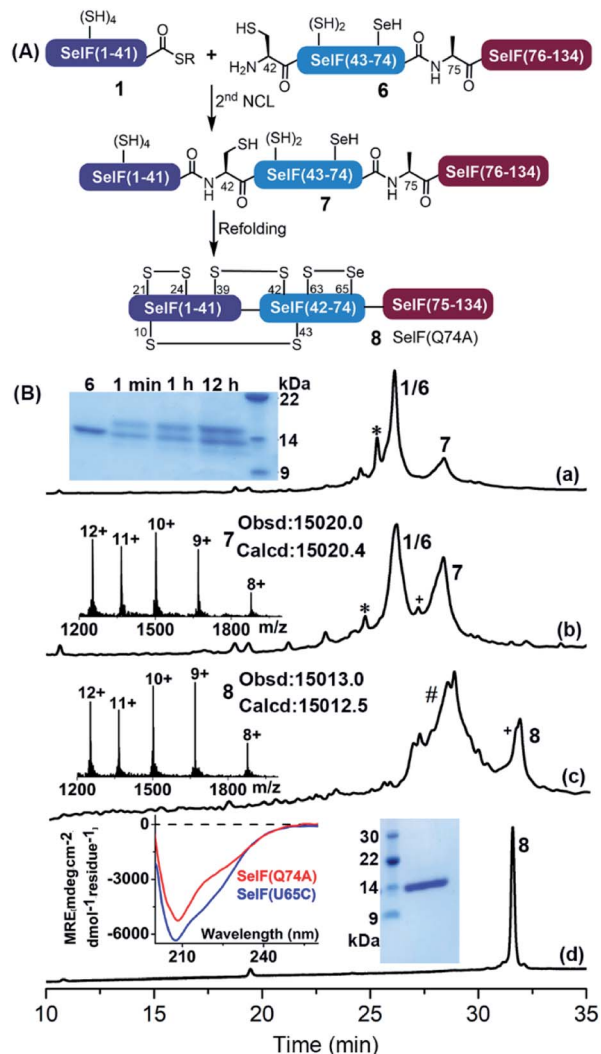 (A)
(SH)4
SelF(1-41)
O
SR
1
+
HS
H2N
42
O
(SH)2
SeH
SelF(43-74)
O
N
H
75
O
SelF(76-134)
6
2nd NCL
(SH)4
SelF(1-41)
O
N
H
42
SH
O
(SH)2
SeH
SelF(43-74)
O
N
H
75
O
SelF(76-134)
7
Refolding
S S S S S Se
21 24 39 42 63 65
SelF(1-41) SelF(42-74) SelF(75-134)
10 43
S S
8 SelF(Q74A)
(B)
6 1 min 1 h 12 h kDa
22
14
9
* 1/6 7 (a)
12+ 11+ 10+ 9+ 8+
7 Obsd:15020.0
Calcd:15020.4
1200 1500 1800 m/z
* 1/6 + 7 (b)
12+ 11+ 10+ 9+ 8+
8 Obsd:15013.0
Calcd:15012.5
1200 1500 1800 m/z
# + 8 (c)
MRE,mdegcm-2,
dmol-1residue-1,
0
-3000
-6000
SelF(Q74A)
SelF(U65C)
Wavelength (nm)
210 240
30
22
14
9
kDa
8
(d)
10 15 20 25 30 35
Time (min)